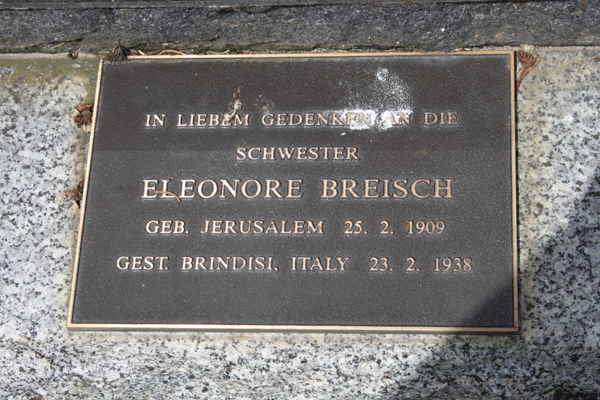 IN LIEBEM GEDENKEN AN DIE
SCHWESTER
ELEONORE BREISCH
GEB. JERUSALEM 25. 2. 1909
GEST. BRINDISI, ITALY 23. 2. 1938